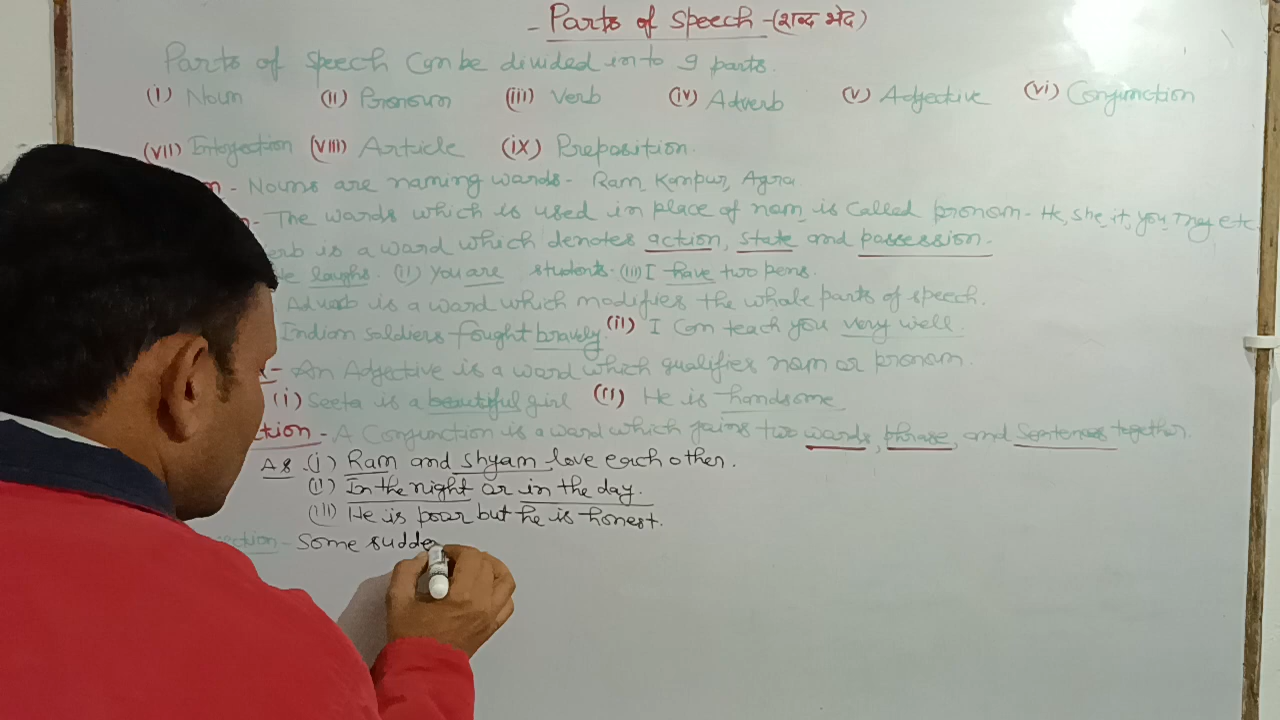 - Parts of Speech - (शब्द भेद)
Parts of Speech Can be divided in to 9 parts.
(I) Noun (II) Pronoun (iii) Verb (iv) Adverb (v) Adjective (vi) Conjunction
(VII) Interjection (VIII) Article (ix) Preposition.
- Nouns are naming words - Ram, Kanpur, Agra
- The words which is used in place of noun is Called pronoun - He, She, it, you, They etc.
verb is a word which denotes action, state and possession.
He laughs. (II) You are students. (III) I have two pens.
Adverb is a word which modifies the whole parts of speech.
Indian soldiers fought bravely. (II) I Can teach you very well.
- An Adjective is a word which qualifies noun or pronoun.
(i) Seeta is a beautiful girl (II) He is handsome
ction - A Conjunction is a word which joins two words, phrase, and Sentences together.
As (i) Ram and Shyam love each other.
(II) In the night or in the day.
(III) He is poor but he is honest.
ection - Some sudde